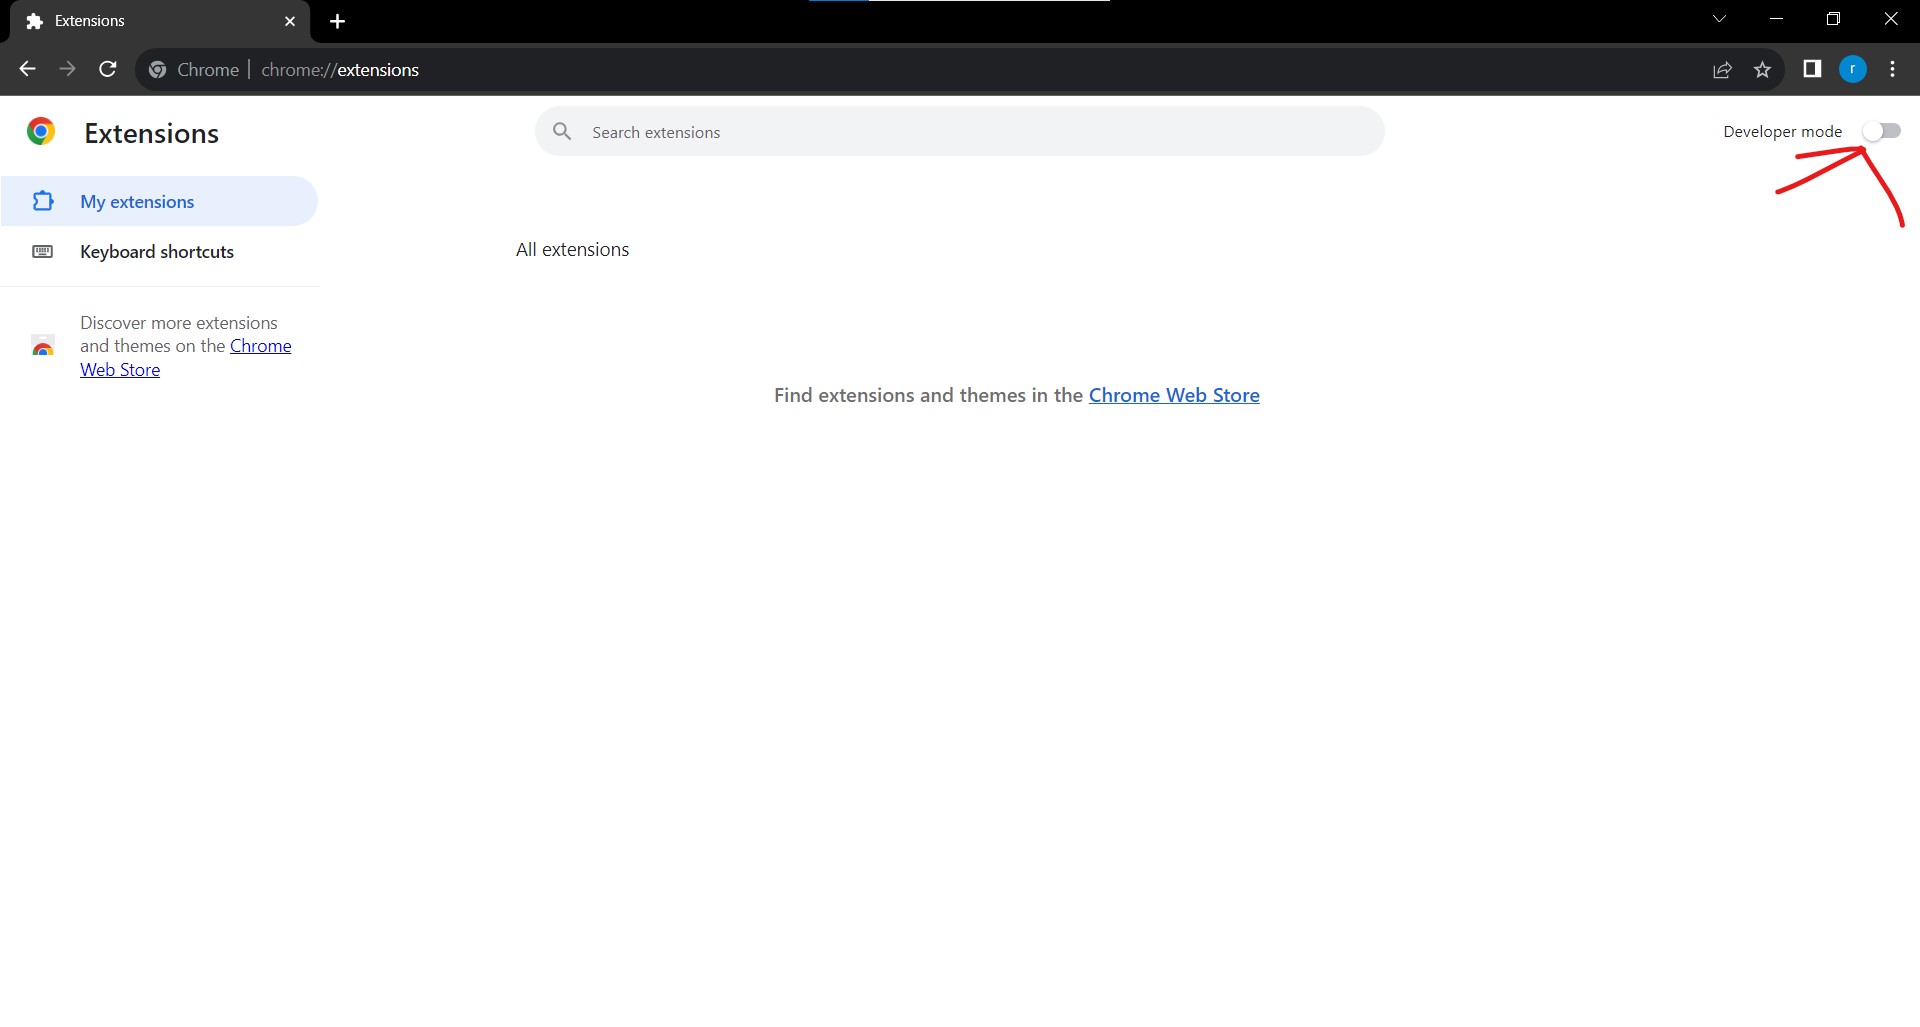 Extensions
Chrome
chrome://extensions
r
Extensions
Search extensions
Developer mode
My extensions
Keyboard shortcuts
All extensions
Discover more extensions
and themes on the Chrome
Web Store
Find extensions and themes in the Chrome Web Store